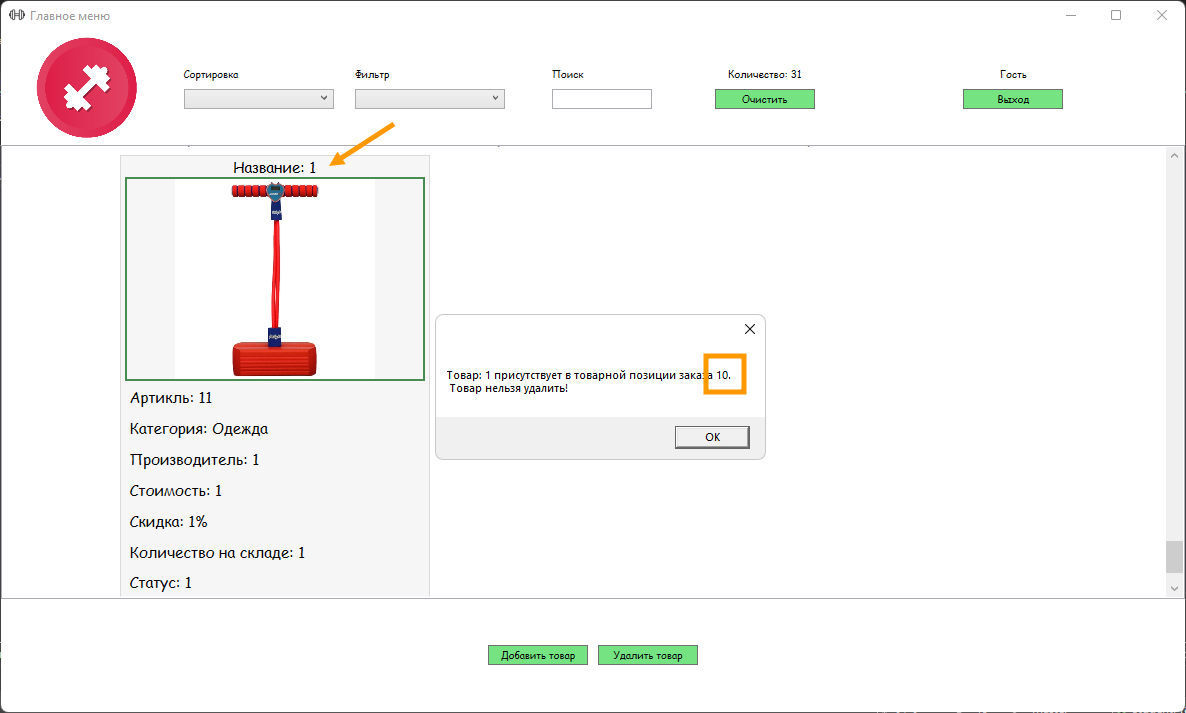 Главное меню
Сортировка
Фильтр
Поиск
Количество: 31
Гость
Очистить
Выход
Название: 1
Товар: 1 присутствует в товарной позиции заказа 10.
Товар нельзя удалить!
OK
Артикль: 11
Категория: Одежда
Производитель: 1
Стоимость: 1
Скидка: 1%
Количество на складе: 1
Статус: 1
Добавить товар
Удалить товар